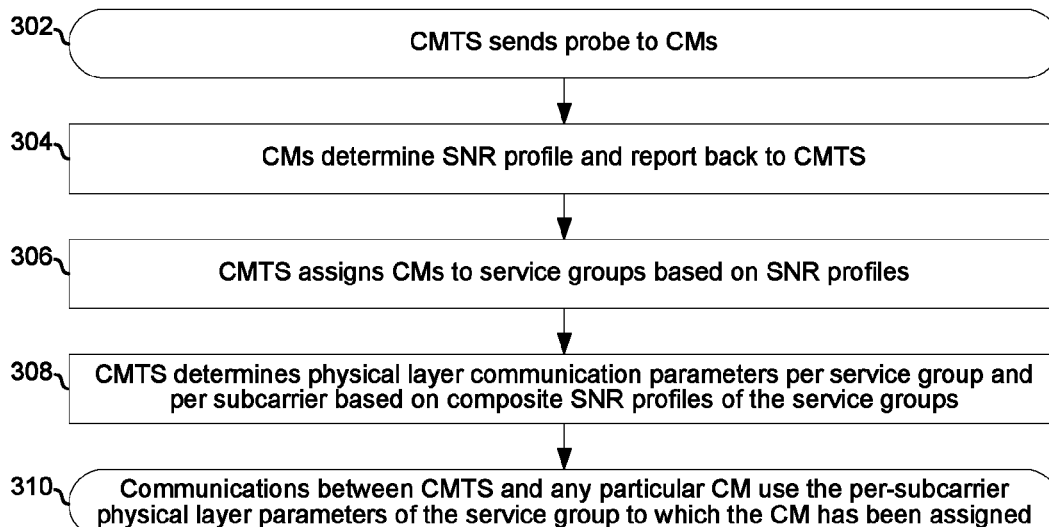 302
CMTS sends probe to CMs
304
CMs determine SNR profile and report back to CMTS
306
CMTS assigns CMs to service groups based on SNR profiles
308
CMTS determines physical layer communication parameters per service group and
per subcarrier based on composite SNR profiles of the service groups
310
Communications between CMTS and any particular CM use the per-subcarrier
physical layer parameters of the service group to which the CM has been assigned